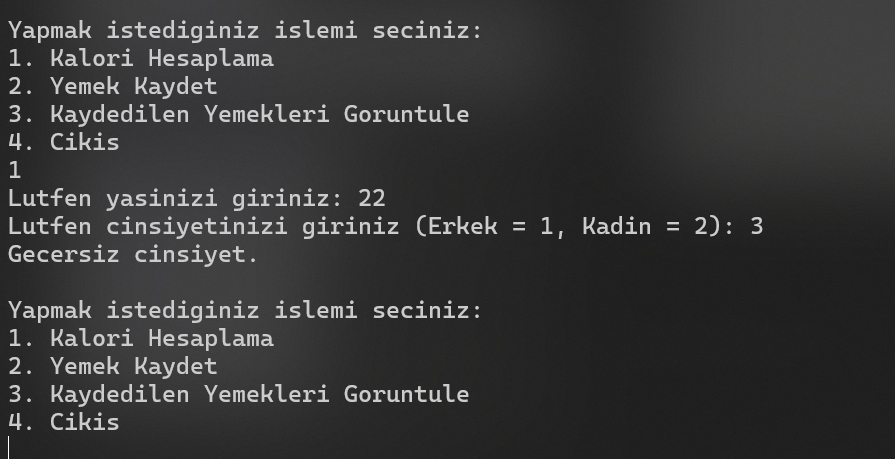 Yapmak istediginiz islemi seciniz:
1. Kalori Hesaplama
2. Yemek Kaydet
3. Kaydedilen Yemekleri Goruntule
4. Cikis
1
Lutfen yasinizi giriniz: 22
Lutfen cinsiyetinizi giriniz (Erkek = 1, Kadin = 2): 3
Gecersiz cinsiyet.
Yapmak istediginiz islemi seciniz:
1. Kalori Hesaplama
2. Yemek Kaydet
3. Kaydedilen Yemekleri Goruntule
4. Cikis